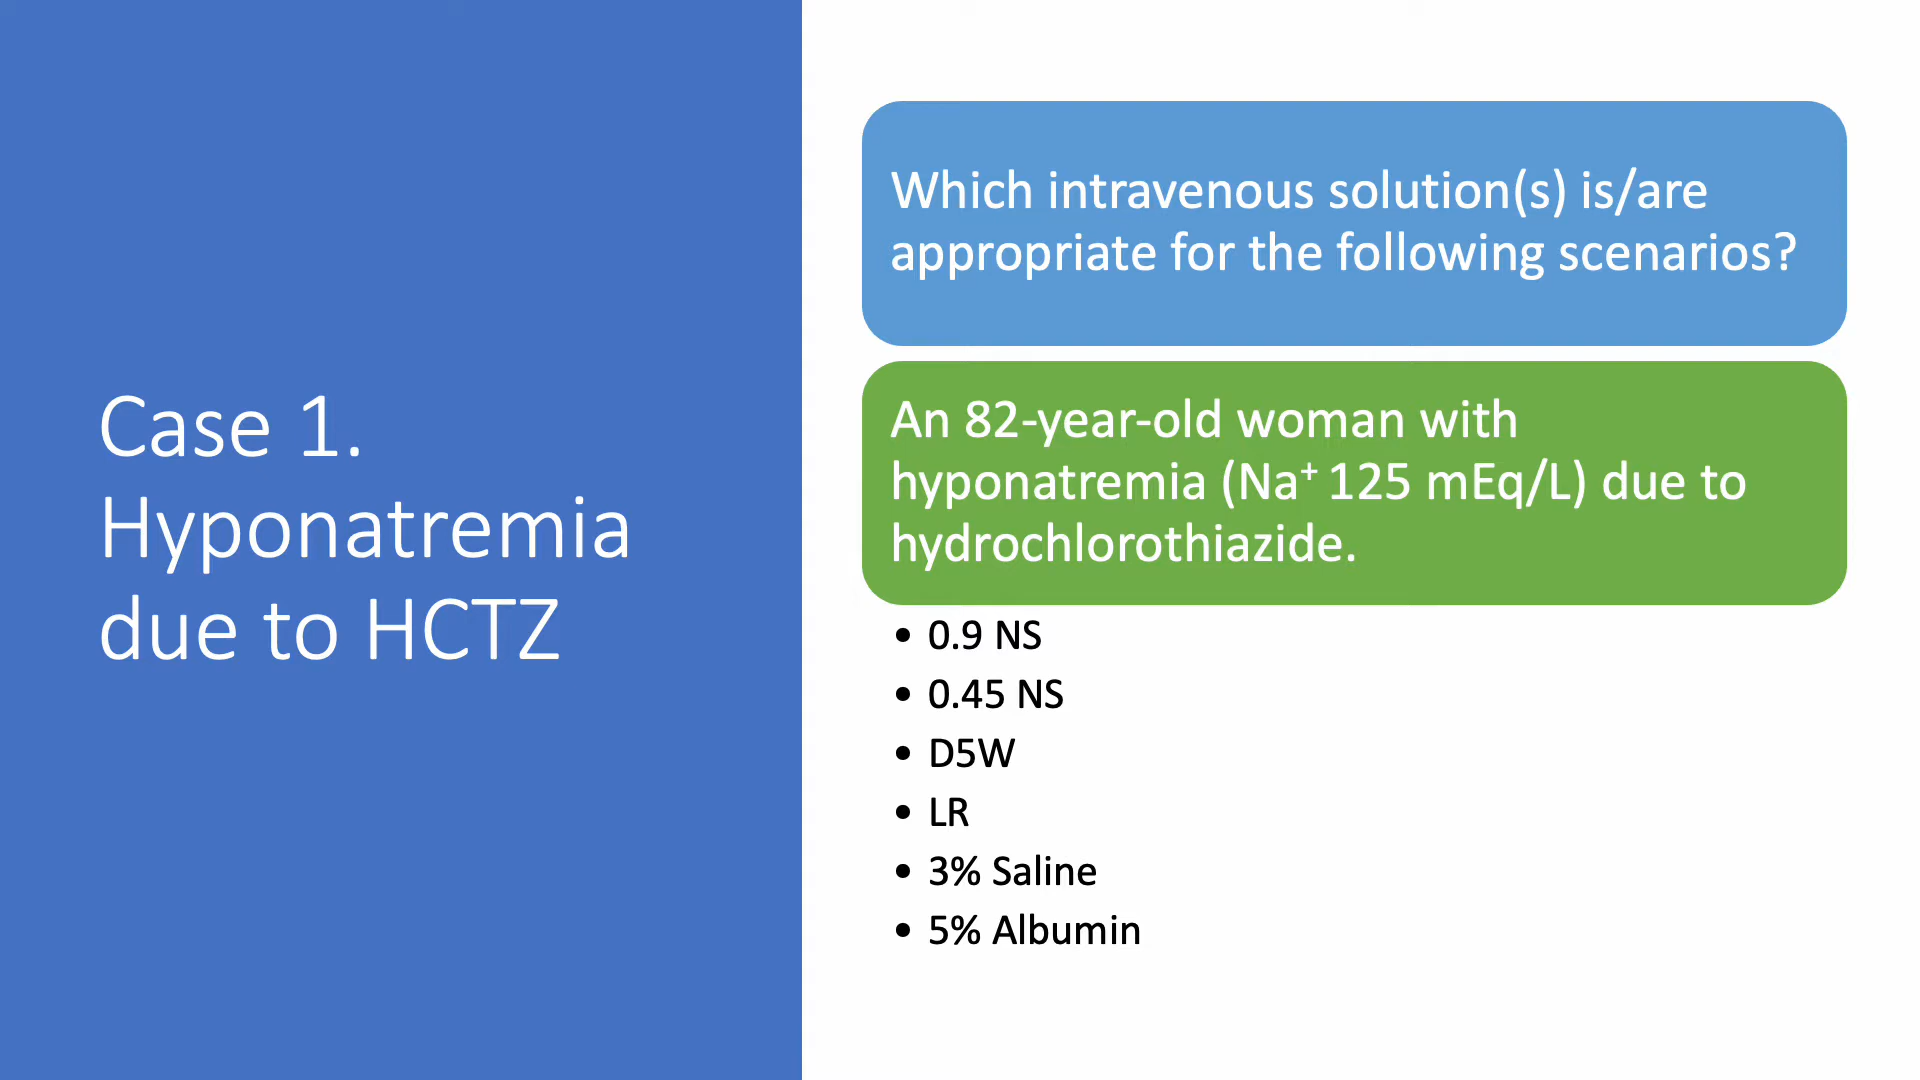 Case 1.
Hyponatremia
due to HCTZ
Which intravenous solution(s) is/are
appropriate for the following scenarios?
An 82-year-old woman with
hyponatremia (Na⁺ 125 mEq/L) due to
hydrochlorothiazide.
• 0.9 NS
• 0.45 NS
• D5W
• LR
• 3% Saline
• 5% Albumin